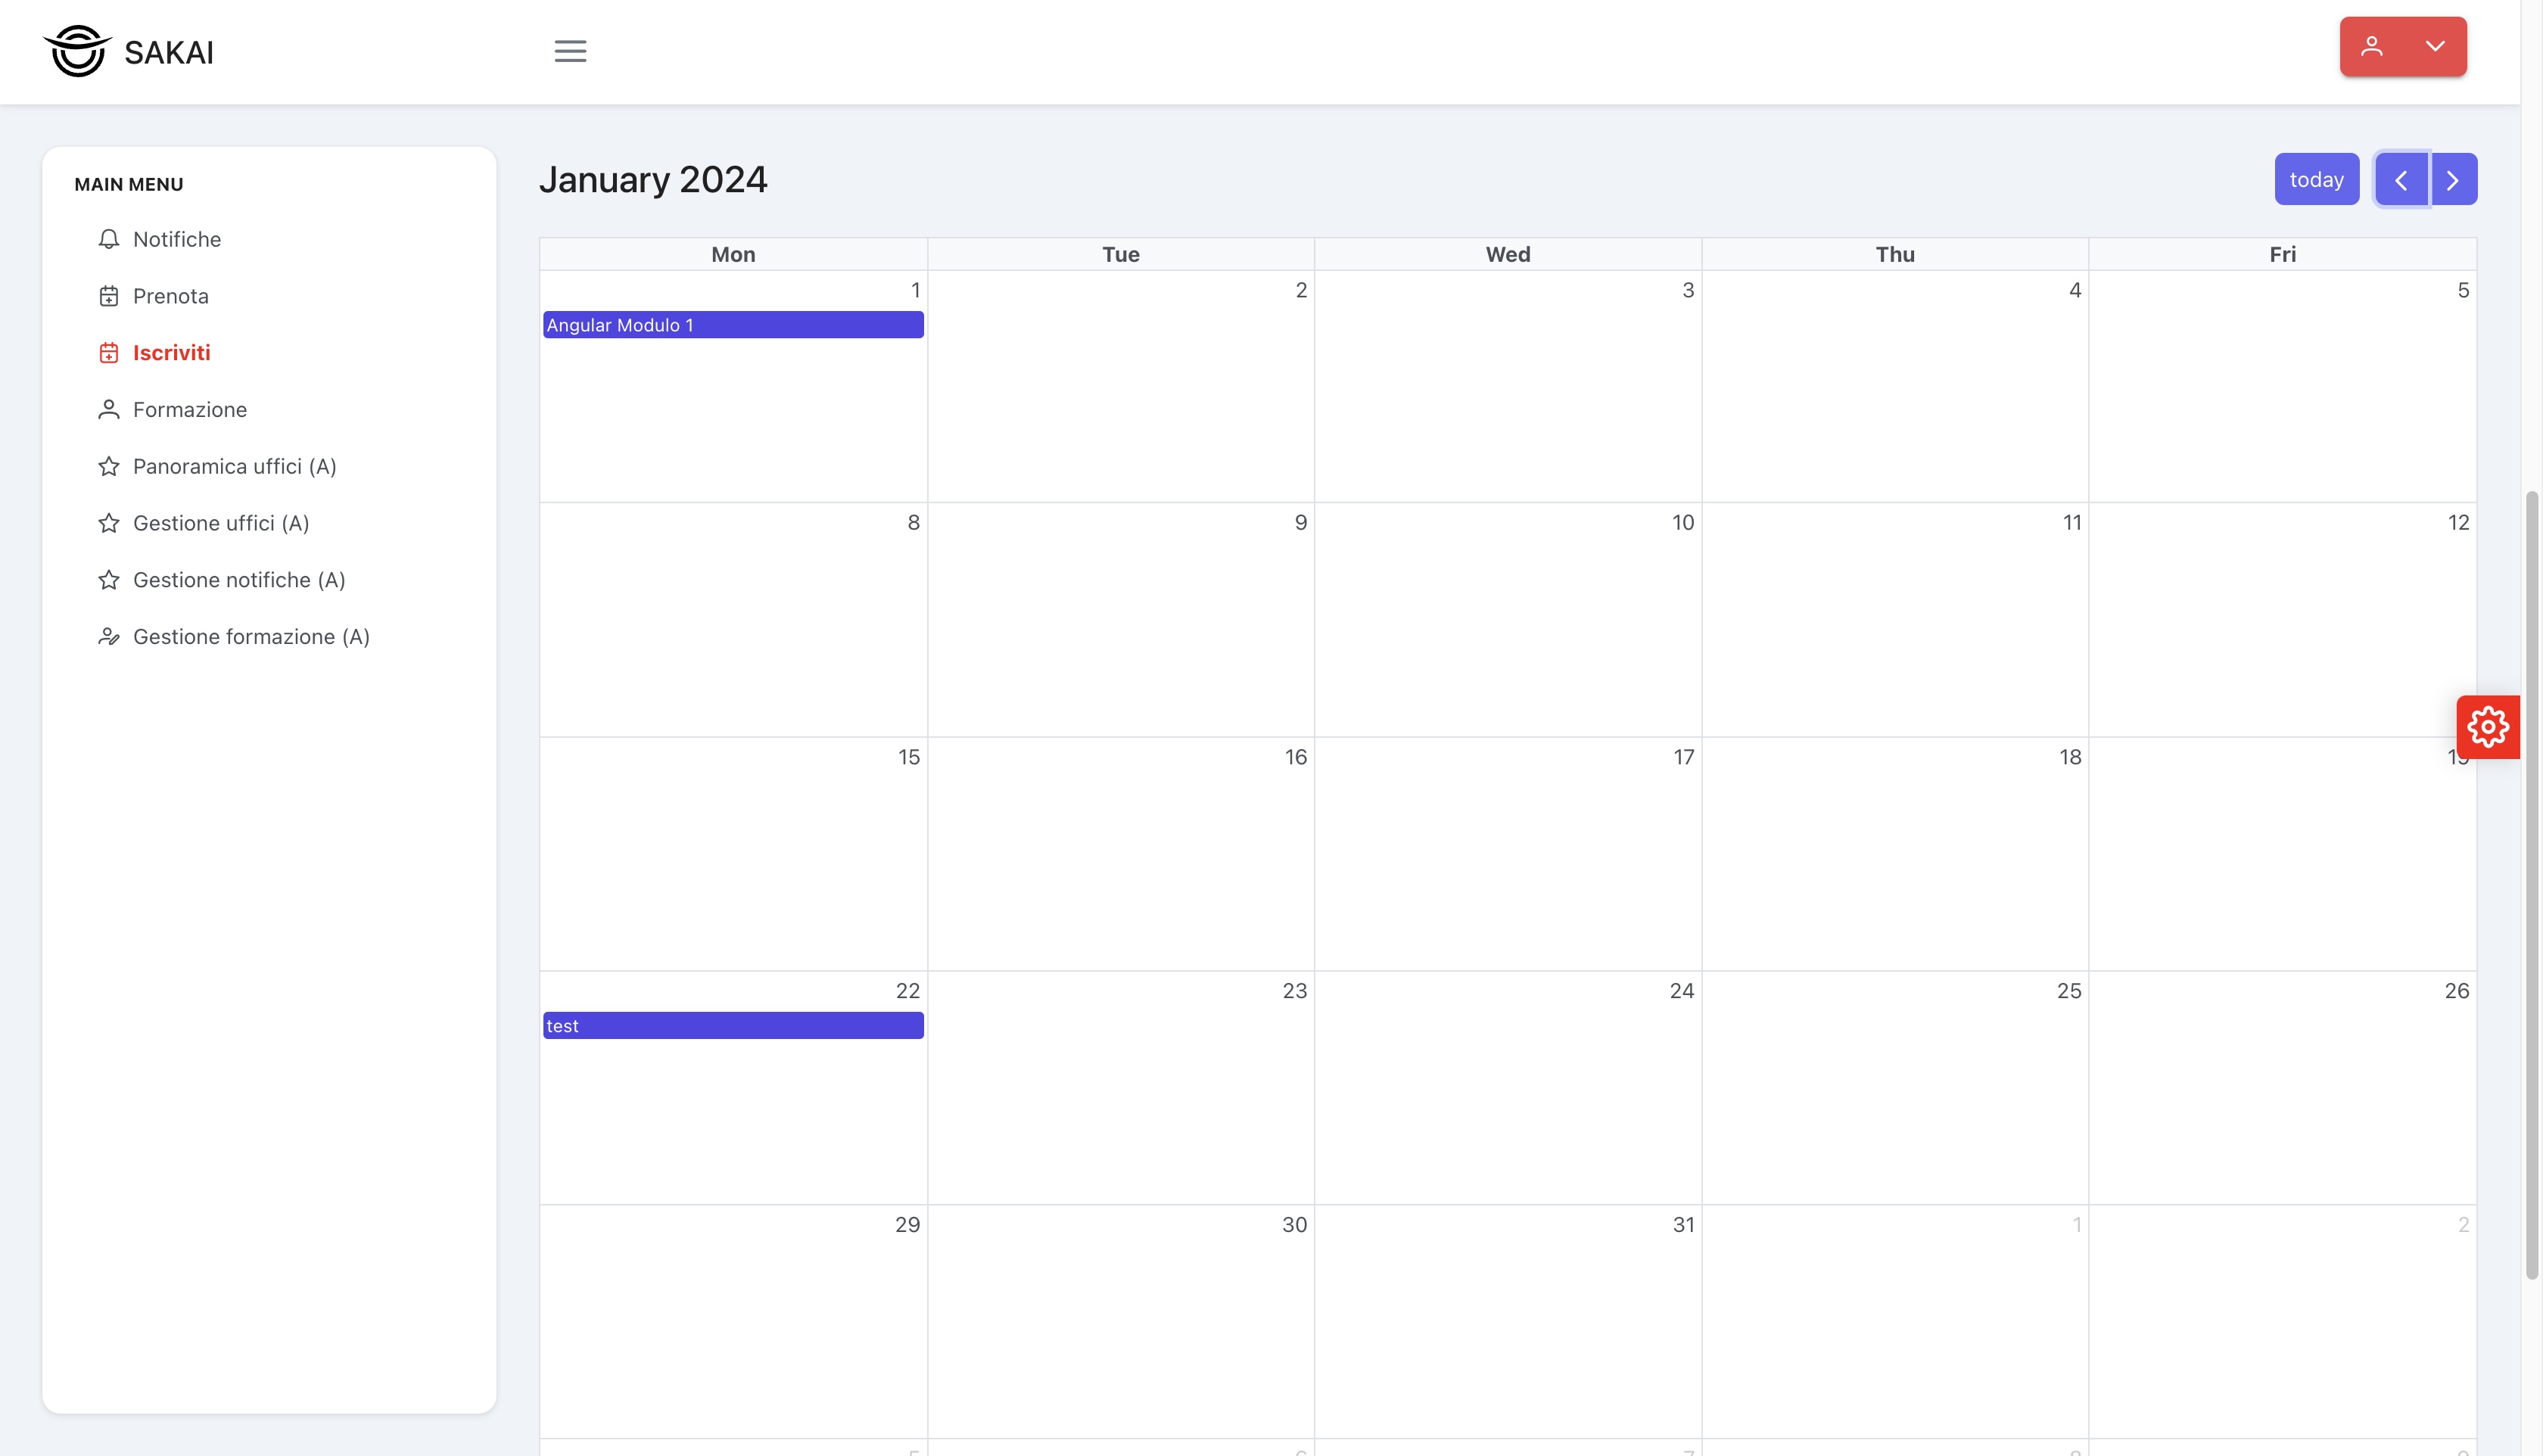 SAKAI
MAIN MENU
Notifiche
Prenota
Iscriviti
Formazione
Panoramica uffici (A)
Gestione uffici (A)
Gestione notifiche (A)
Gestione formazione (A)
January 2024
today
Mon Tue Wed Thu Fri
1 2 3 4 5
Angular Modulo 1
8 9 10 11 12
15 16 17 18 19
22 23 24 25 26
test
29 30 31 1 2